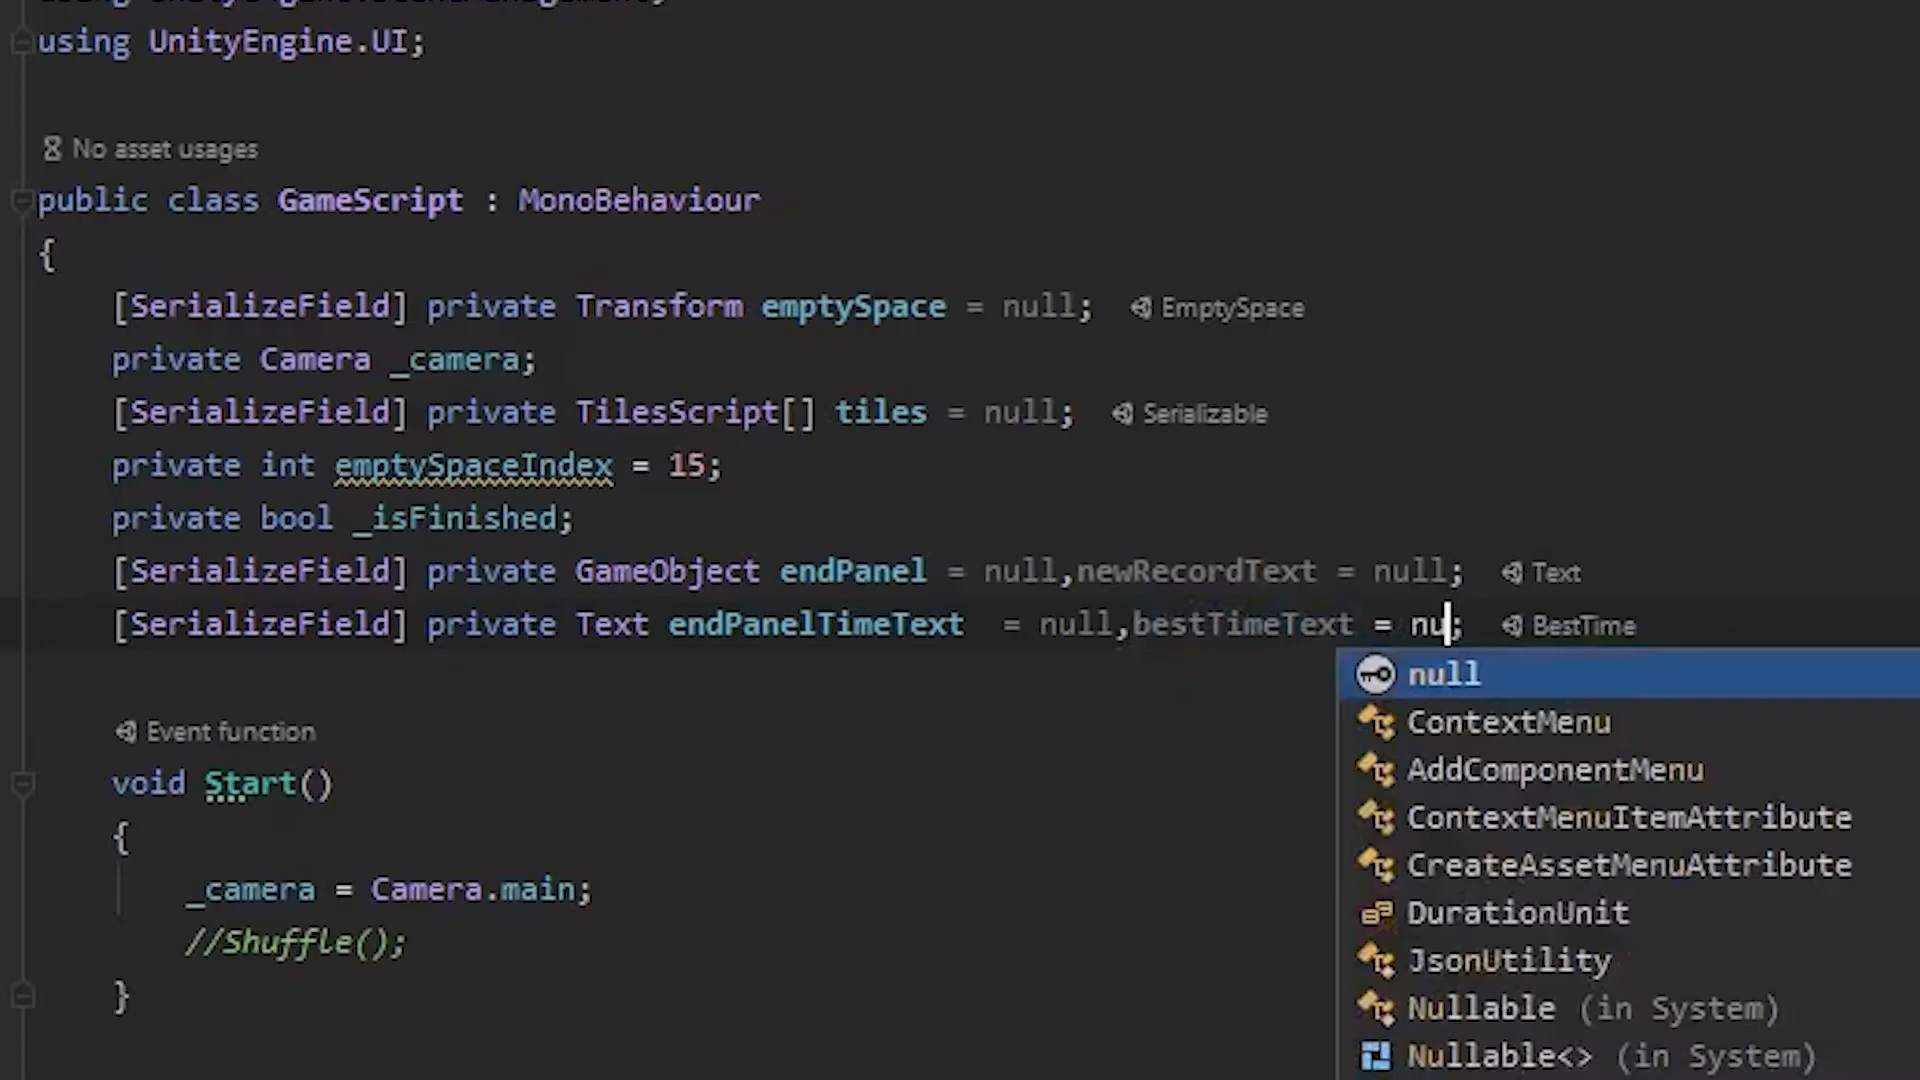 using UnityEngine.UI;
No asset usages
public class GameScript : MonoBehaviour
{
[SerializeField] private Transform emptySpace = null; EmptySpace
private Camera _camera;
[SerializeField] private TilesScript[] tiles = null; Serializable
private int emptySpaceIndex = 15;
private bool _isFinished;
[SerializeField] private GameObject endPanel = null,newRecordText = null; Text
[SerializeField] private Text endPanelTimeText  = null,bestTimeText = nu; BestTime
null
ContextMenu
AddComponentMenu
ContextMenuItemAttribute
CreateAssetMenuAttribute
DurationUnit
JsonUtility
Nullable (in System)
Nullable<> (in System)
Event function
void Start()
{
_camera = Camera.main;
//Shuffle();
}